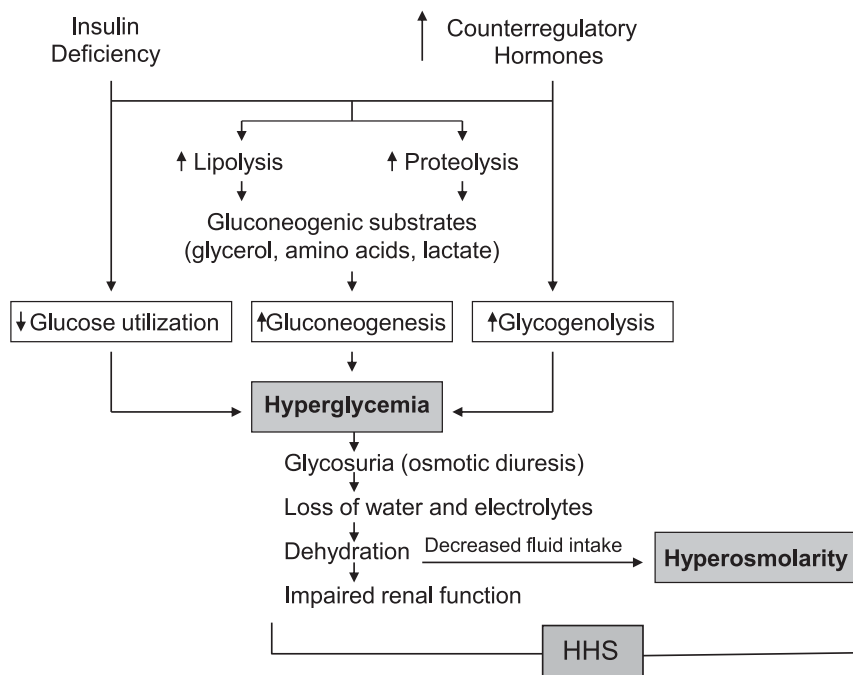 Insulin
Deficiency
↑ Counterregulatory
Hormones
↑ Lipolysis
↑ Proteolysis
Gluconeogenic substrates
(glycerol, amino acids, lactate)
↓ Glucose utilization
↑Gluconeogenesis
↑Glycogenolysis
Hyperglycemia
Glycosuria (osmotic diuresis)
Loss of water and electrolytes
Dehydration
Decreased fluid intake
Hyperosmolarity
Impaired renal function
HHS